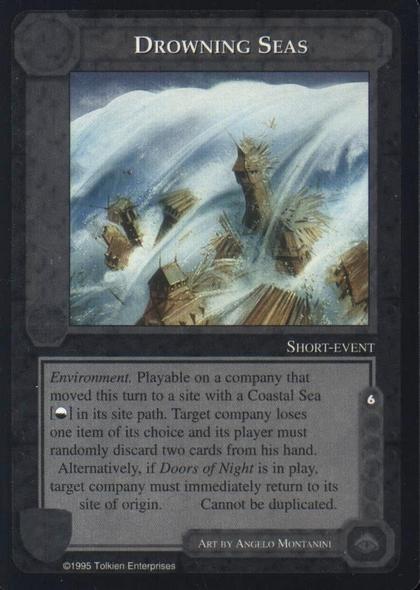 DROWNING SEAS
SHORT-EVENT
Environment. Playable on a company that
moved this turn to a site with a Coastal Sea
[] in its site path. Target company loses
one item of its choice and its player must
randomly discard two cards from his hand.
Alternatively, if Doors of Night is in play,
target company must immediately return to its
site of origin. Cannot be duplicated.
6
ART BY ANGELO MONTANINI
©1995 Tolkien Enterprises